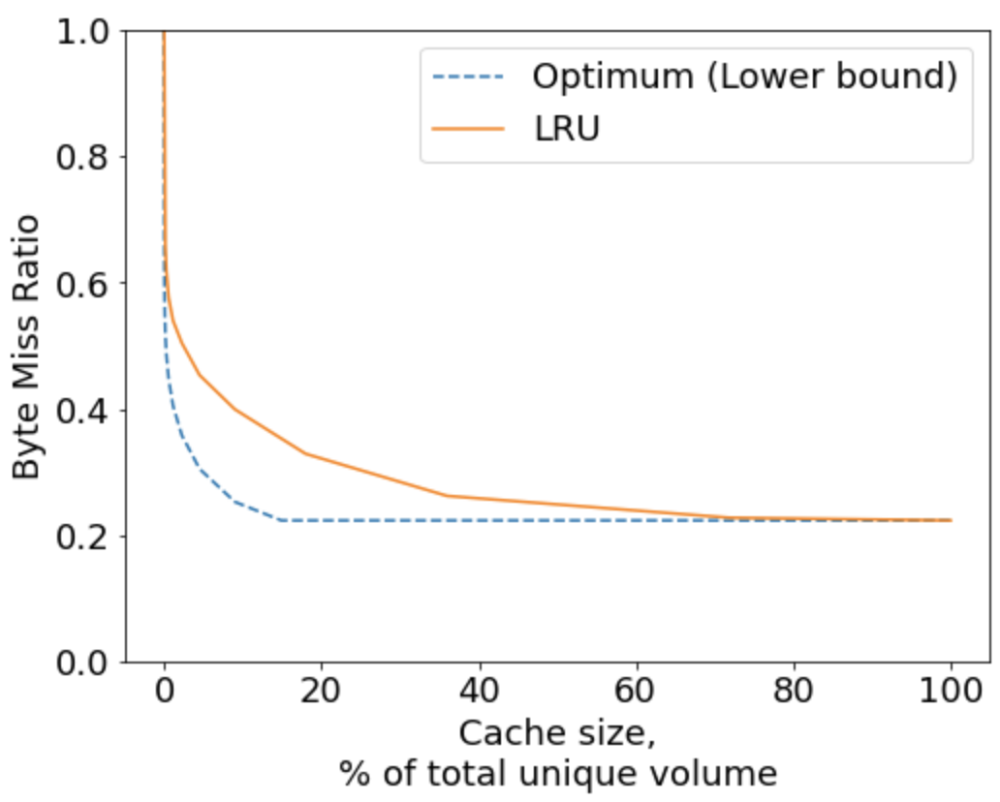 1.0
0.8
0.6
0.4
0.2
0.0
Byte Miss Ratio
Optimum (Lower bound)
LRU
0 20 40 60 80 100
Cache size,
% of total unique volume